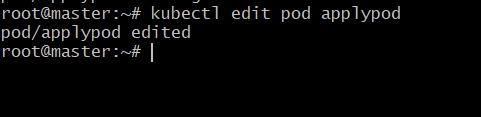 root@master:~# kubectl edit pod applypod
pod/applypod edited
root@master:~#